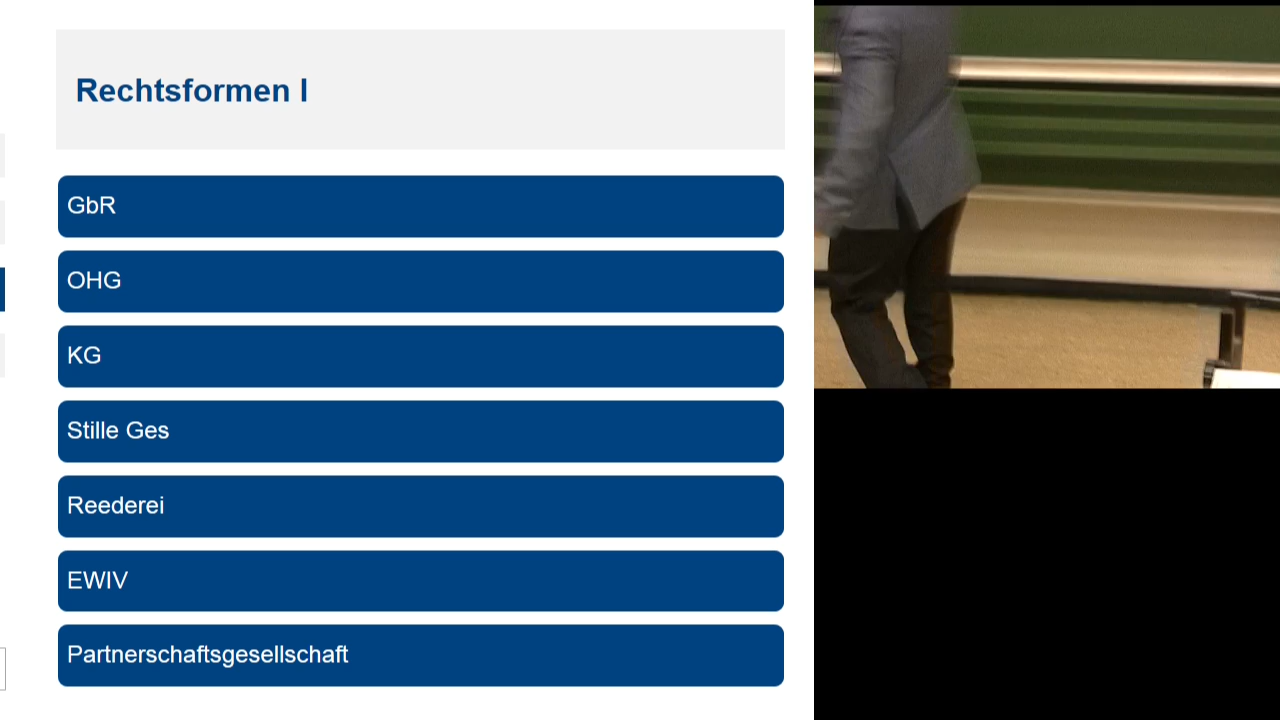 Rechtsformen I
GbR
OHG
KG
Stille Ges
Reederei
EWIV
Partnerschaftsgesellschaft